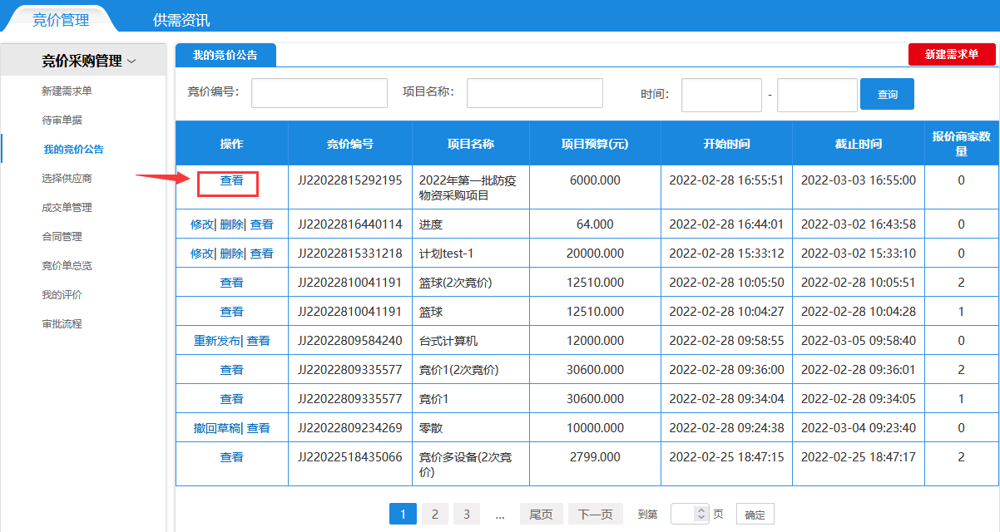 竞价管理
供需资讯
竞价采购管理
新建需求单
待审单据
我的竞价公告
选择供应商
成交单管理
合同管理
竞价单总览
我的评价
审批流程
我的竞价公告
新建需求单
竞价编号：
项目名称：
时间：
-
查询
操作 竞价编号 项目名称 项目预算(元) 开始时间 截止时间 报价商家数
量
查看 JJ22022815292195 2022年第一批防疫 6000.000 2022-02-28 16:55:51 2022-03-03 16:55:00 0
物资采购项目
修改| 删除| 查看 JJ22022816440114 进度 64.000 2022-02-28 16:44:01 2022-03-02 16:43:58 0
修改| 删除| 查看 JJ22022815331218 计划test-1 20000.000 2022-02-28 15:33:12 2022-03-02 15:33:10 0
查看 JJ22022810041191 篮球(2次竞价) 12510.000 2022-02-28 10:05:50 2022-02-28 10:05:51 2
查看 JJ22022810041191 篮球 12510.000 2022-02-28 10:04:27 2022-02-28 10:04:28 1
重新发布| 查看 JJ22022809584240 台式计算机 12000.000 2022-02-28 09:58:55 2022-03-05 09:58:40 0
查看 JJ22022809335577 竞价1(2次竞价) 30600.000 2022-02-28 09:36:00 2022-02-28 09:36:01 2
查看 JJ22022809335577 竞价1 30600.000 2022-02-28 09:34:04 2022-02-28 09:34:05 1
撤回草稿| 查看 JJ22022809234269 零散 10000.000 2022-02-28 09:24:38 2022-03-04 09:23:40 0
查看 JJ22022518435066 竞价多设备(2次竞 2799.000 2022-02-25 18:47:15 2022-02-25 18:47:17 2
价)
1 2 3 ... 尾页 下一页 到第 页 确定